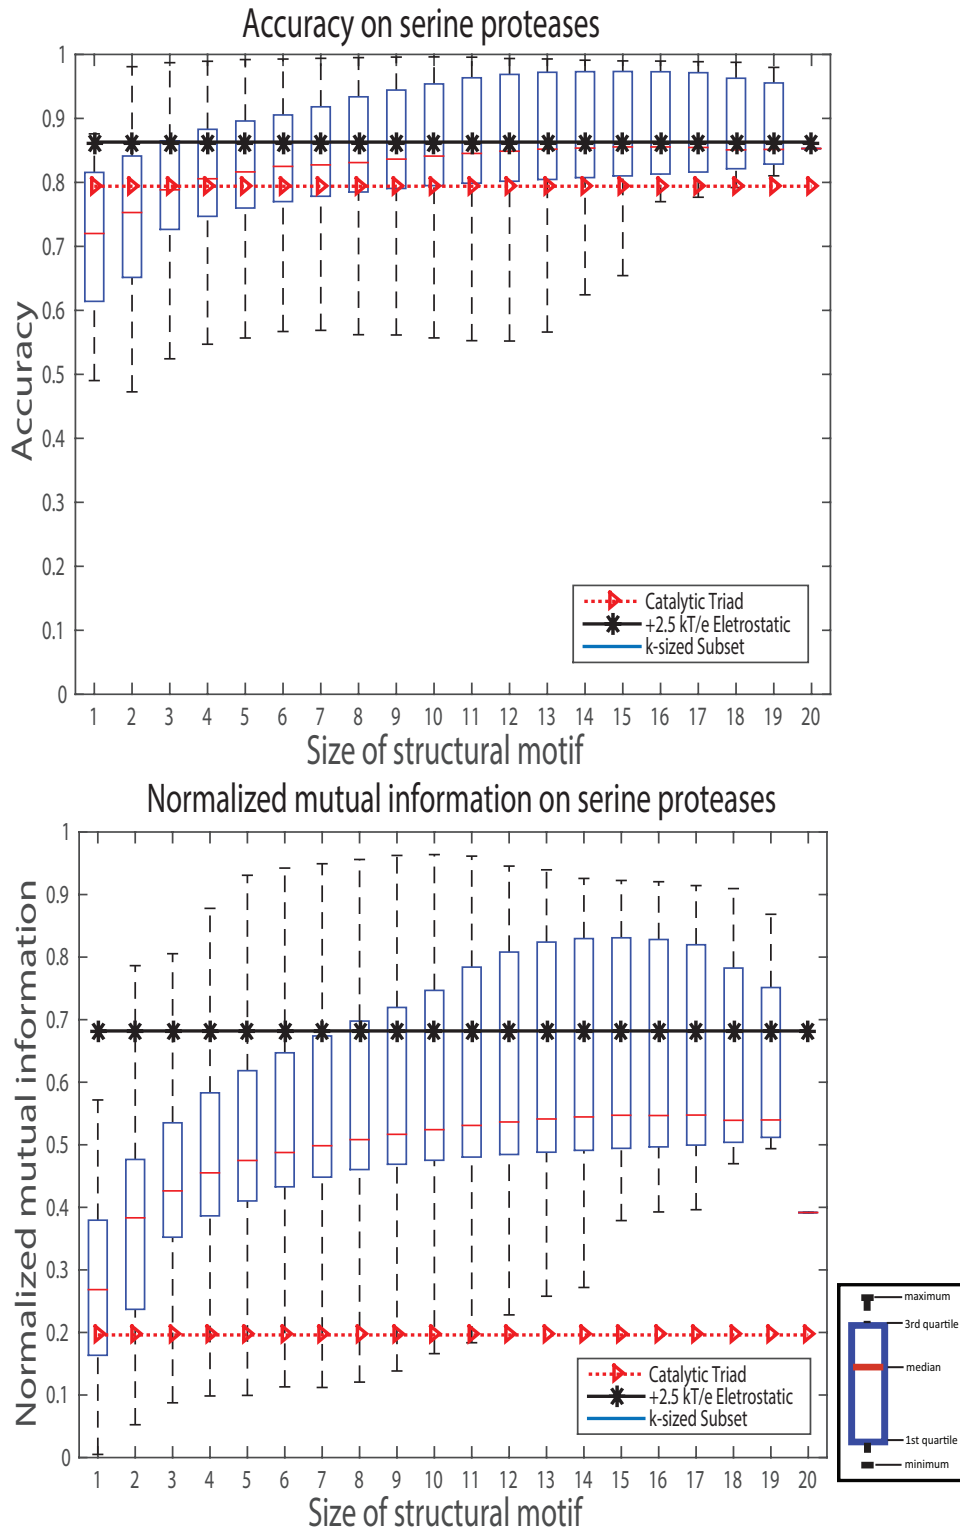 Accuracy on serine proteases
1
0.9
0.8
0.7
0.6
0.5
0.4
0.3
0.2
0.1
0
Accuracy
Catalytic Triad
+2.5 kT/e Eletrostatic
k-sized Subset
1 2 3 4 5 6 7 8 9 10 11 12 13 14 15 16 17 18 19 20
Size of structural motif
Normalized mutual information on serine proteases
1
0.9
0.8
0.7
0.6
0.5
0.4
0.3
0.2
0.1
0
Normalized mutual information
Catalytic Triad
+2.5 kT/e Eletrostatic
k-sized Subset
1 2 3 4 5 6 7 8 9 10 11 12 13 14 15 16 17 18 19 20
Size of structural motif
maximum
3rd quartile
median
1st quartile
minimum